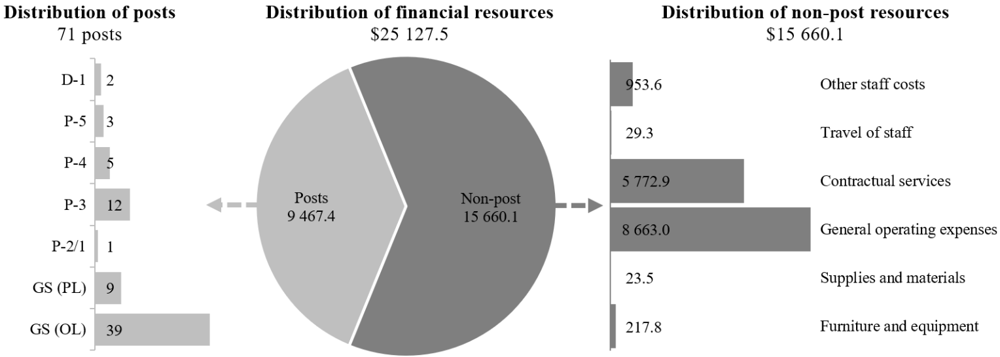 Distribution of posts
71 posts
D-1 2
P-5 3
P-4 5
P-3 12
P-2/1 1
GS (PL) 9
GS (OL) 39
Distribution of financial resources
$25 127.5
Posts
9 467.4
Non-post
15 660.1
Distribution of non-post resources
$15 660.1
953.6 Other staff costs
29.3 Travel of staff
5 772.9 Contractual services
8 663.0 General operating expenses
23.5 Supplies and materials
217.8 Furniture and equipment